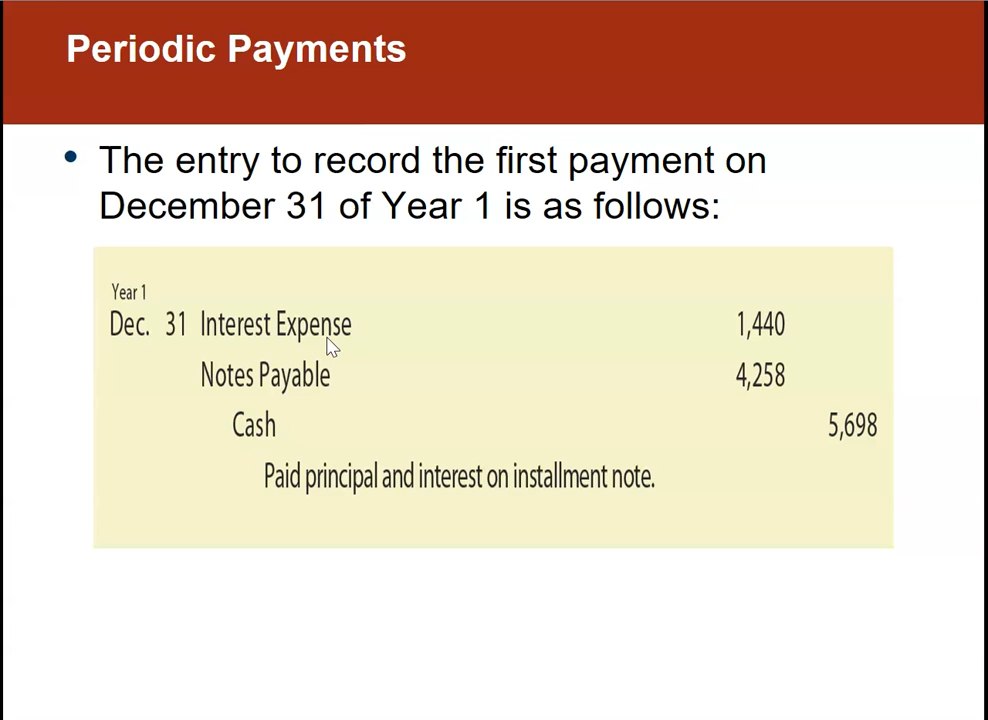 Periodic Payments
• The entry to record the first payment on
December 31 of Year 1 is as follows:
Year 1
Dec. 31 Interest Expense 1,440
Notes Payable 4,258
Cash 5,698
Paid principal and interest on installment note.